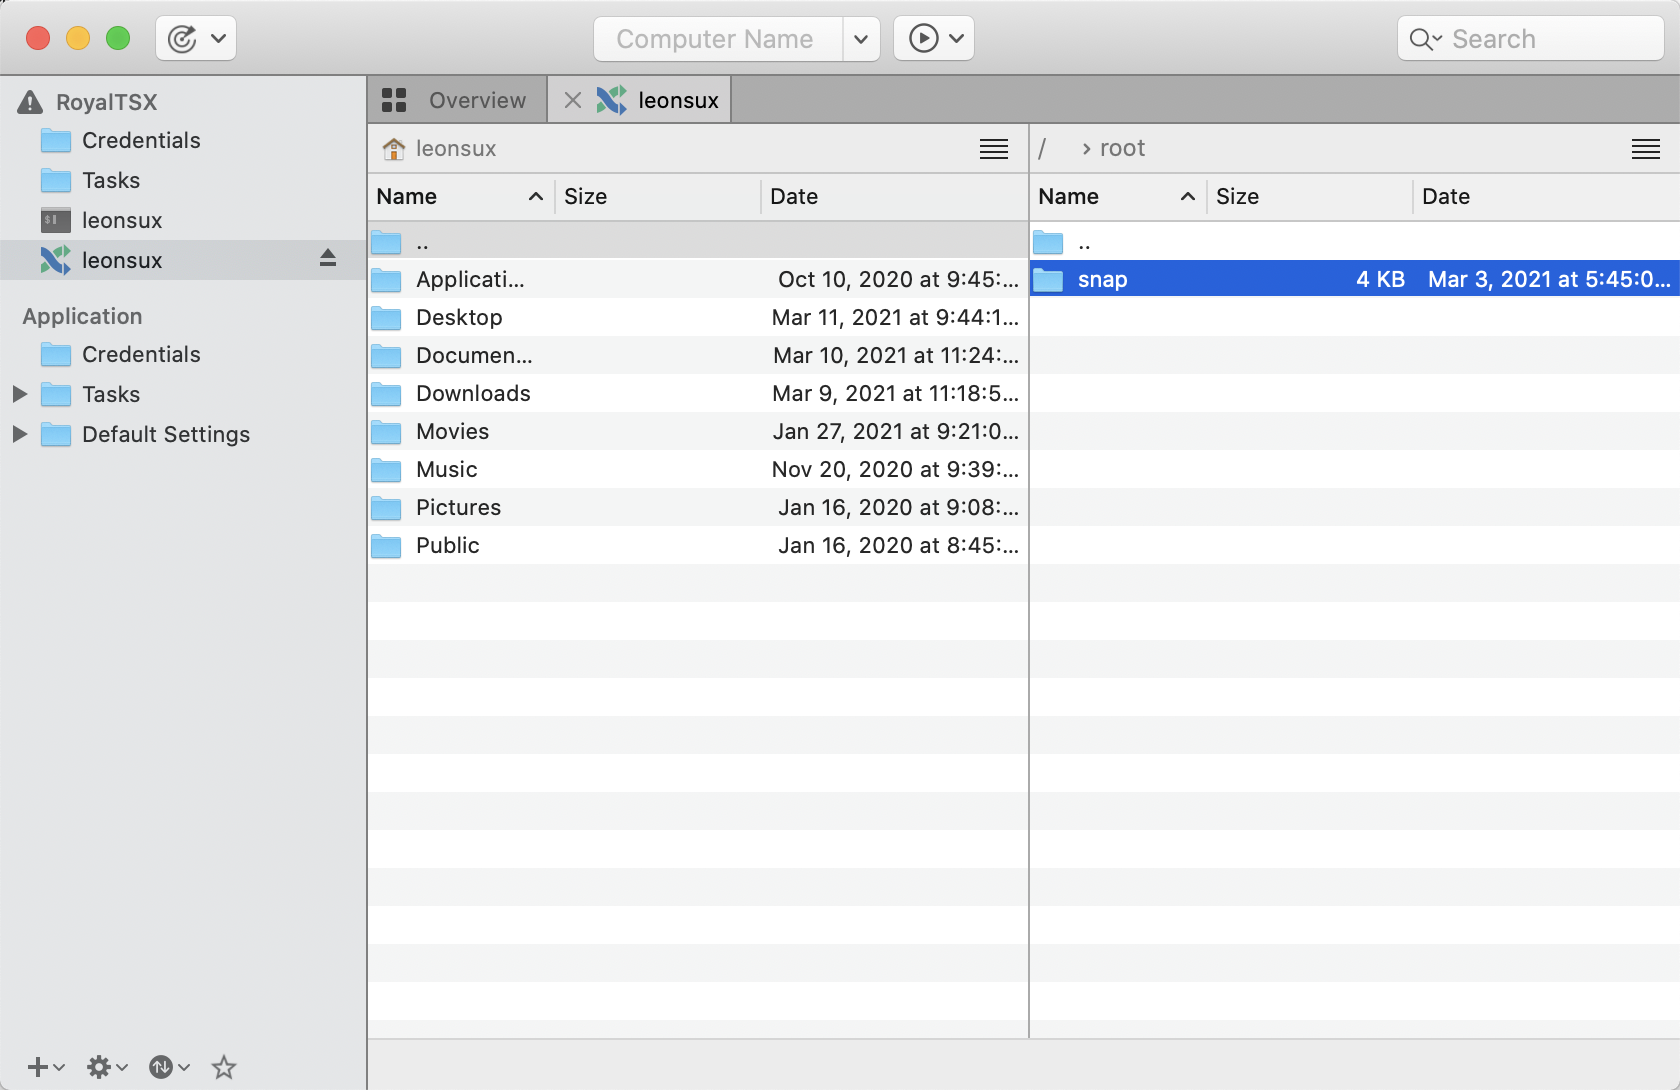 Computer Name
Search
RoyalTSX
Credentials
Tasks
leonsux
leonsux
Application
Credentials
Tasks
Default Settings
Overview
leonsux
leonsux
Name Size Date
..
Applicati... Oct 10, 2020 at 9:45:...
Desktop Mar 11, 2021 at 9:44:1...
Documen... Mar 10, 2021 at 11:24:...
Downloads Mar 9, 2021 at 11:18:5...
Movies Jan 27, 2021 at 9:21:0...
Music Nov 20, 2020 at 9:39:...
Pictures Jan 16, 2020 at 9:08:...
Public Jan 16, 2020 at 8:45:...
/ › root
Name Size Date
..
snap 4 KB Mar 3, 2021 at 5:45:0...